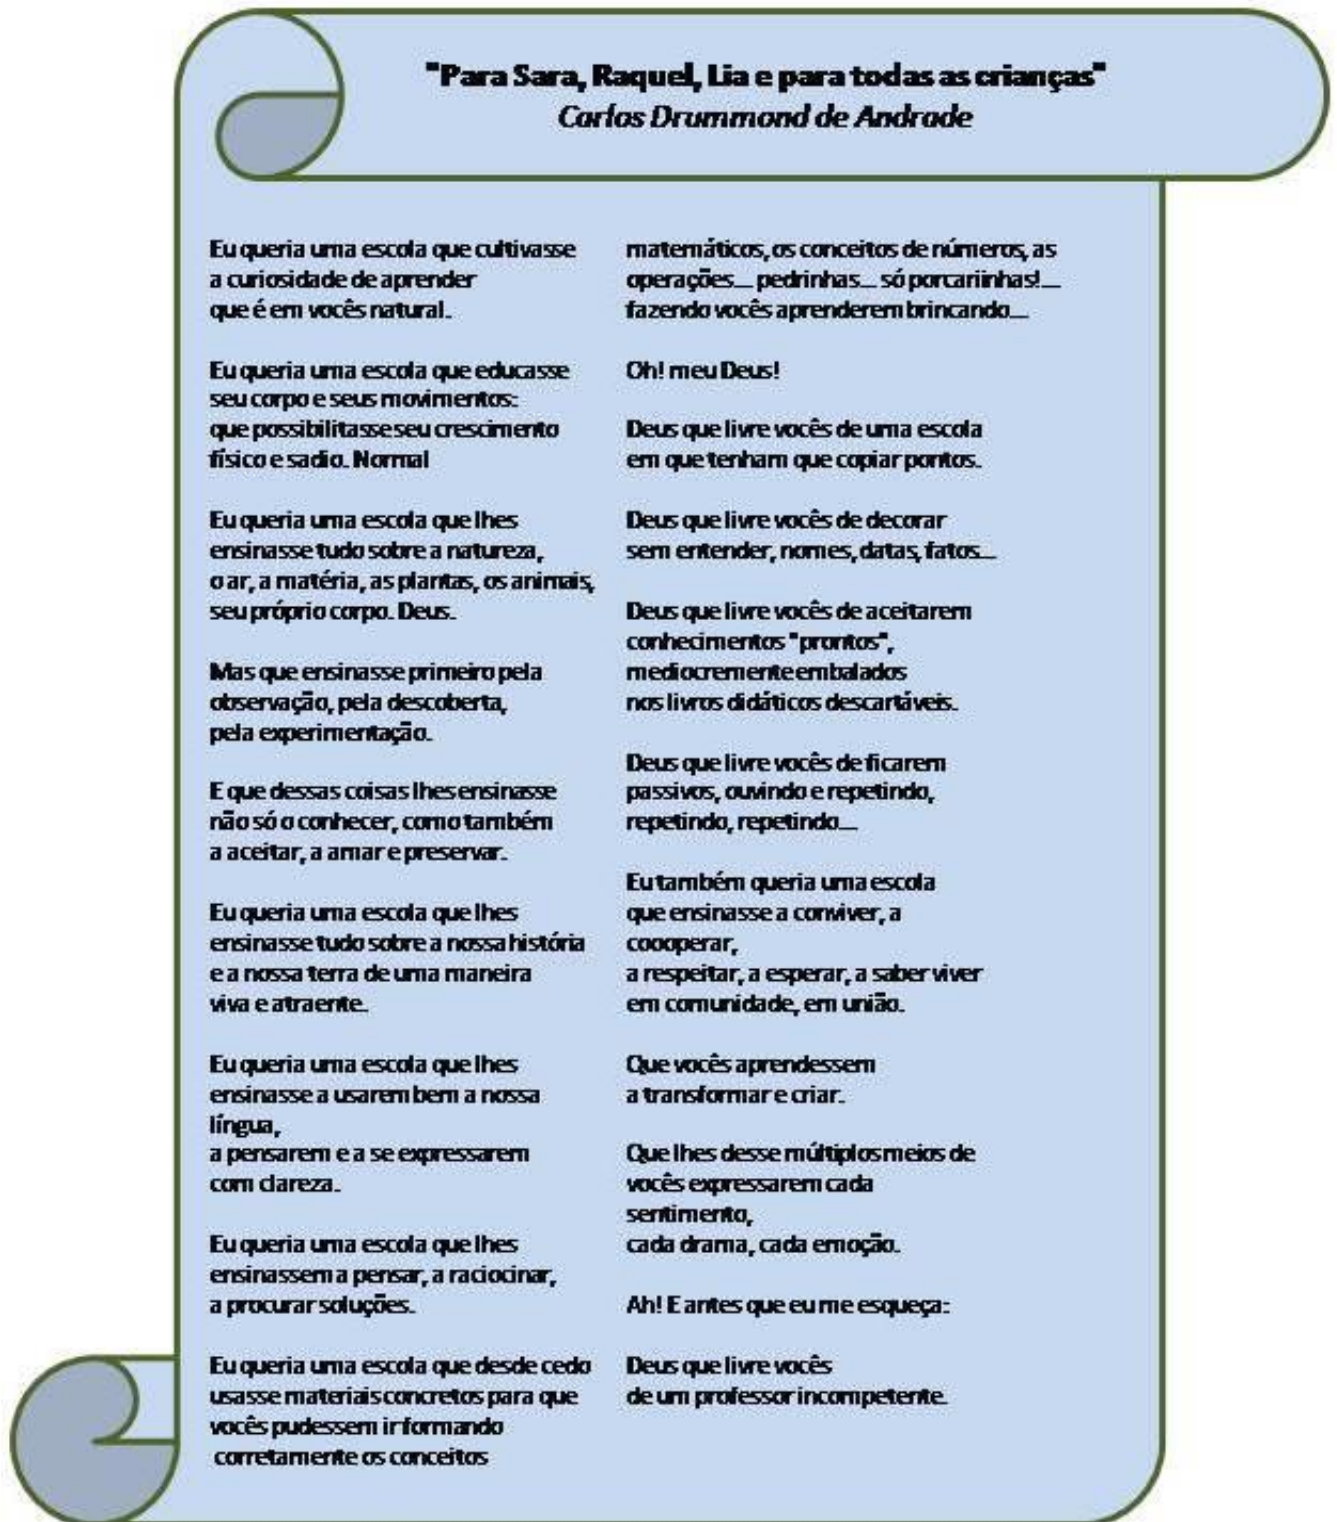 "Para Sara, Raquel, Lia e para todas as crianças"
Carlos Drummond de Andrade
Eu queria uma escola que cultivasse
a curiosidade de aprender
que é em vocês natural.
Eu queria uma escola que educasse
seu corpo e seus movimentos:
que possibilitasse seu crescimento
físico e sadio. Normal
Eu queria uma escola que lhes
ensinasse tudo sobre a natureza,
o ar, a matéria, as plantas, os animais,
seu próprio corpo. Deus.
Mas que ensinasse primeiro pela
observação, pela descoberta,
pela experimentação.
E que dessas coisas lhes ensinasse
não só o conhecer, como também
a aceitar, a amar e preservar.
Eu queria uma escola que lhes
ensinasse tudo sobre a nossa história
e a nossa terra de uma maneira
viva e atraente.
Eu queria uma escola que lhes
ensinasse a usarem bem a nossa
língua,
a pensarem e a se expressarem
com clareza.
Eu queria uma escola que lhes
ensinassem a pensar, a raciocinar,
a procurar soluções.
Eu queria uma escola que desde cedo
usasse materiais concretos para que
vocês pudessem ir formando
corretamente os conceitos
matemáticos, os conceitos de números, as
operações... pedrinhas... só porcariinhas!...
fazendo vocês aprenderem brincando...
Oh! meu Deus!
Deus que livre vocês de uma escola
em que tenham que copiar pontos.
Deus que livre vocês de decorar
sem entender, nomes, datas, fatos...
Deus que livre vocês de aceitarem
conhecimentos "prontos",
mediocremente embalados
nos livros didáticos descartáveis.
Deus que livre vocês de ficarem
passivos, ouvindo e repetindo,
repetindo, repetindo...
Eu também queria uma escola
que ensinasse a conviver, a
coooperar,
a respeitar, a esperar, a saber viver
em comunidade, em união.
Que vocês aprendessem
a transformar e criar.
Que lhes desse múltiplos meios de
vocês expressarem cada
sentimento,
cada drama, cada emoção.
Ah! E antes que eu me esqueça:
Deus que livre vocês
de um professor incompetente.